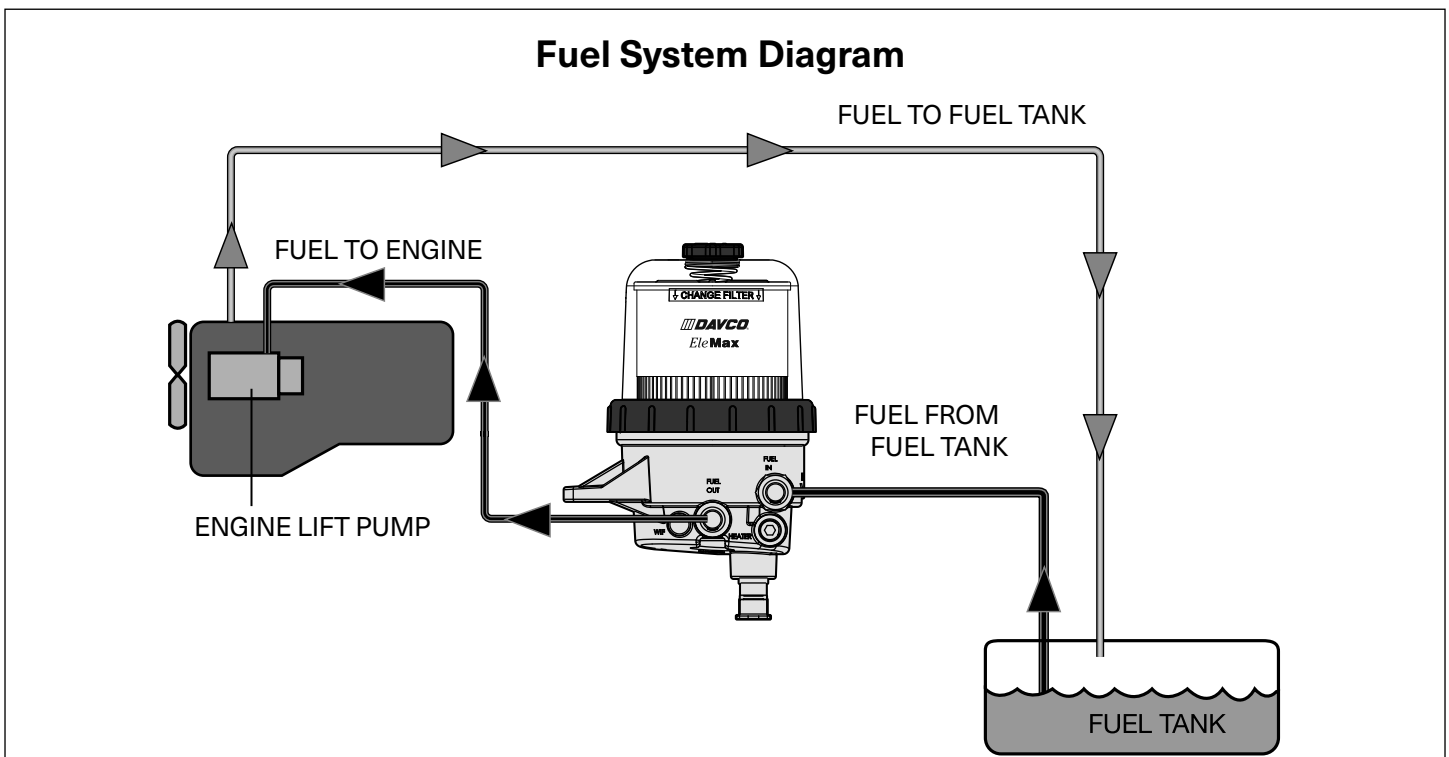 Fuel System Diagram
FUEL TO FUEL TANK
FUEL TO ENGINE
↓ CHANGE FILTER ↓
DAVCO
EleMax
FUEL FROM
FUEL TANK
FUEL
IN
FUEL
OUT
WIF
HEATER
ENGINE LIFT PUMP
FUEL TANK